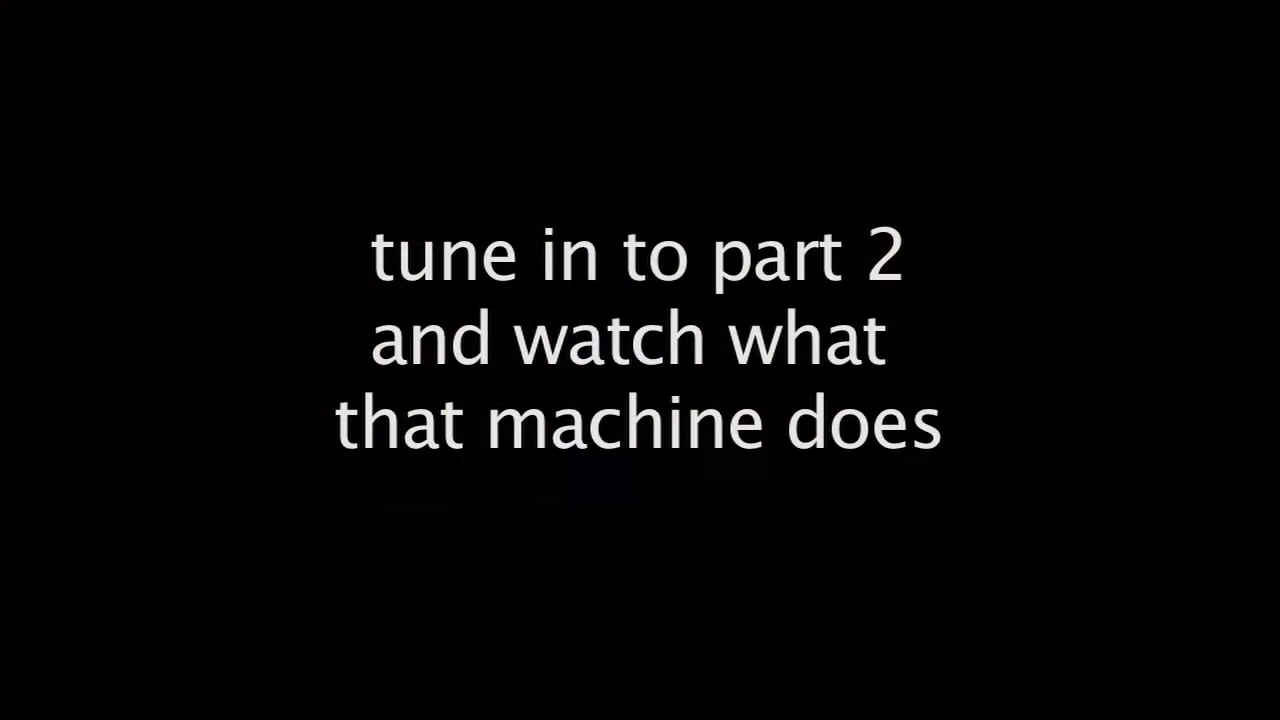 tune in to part 2
and watch what
that machine does